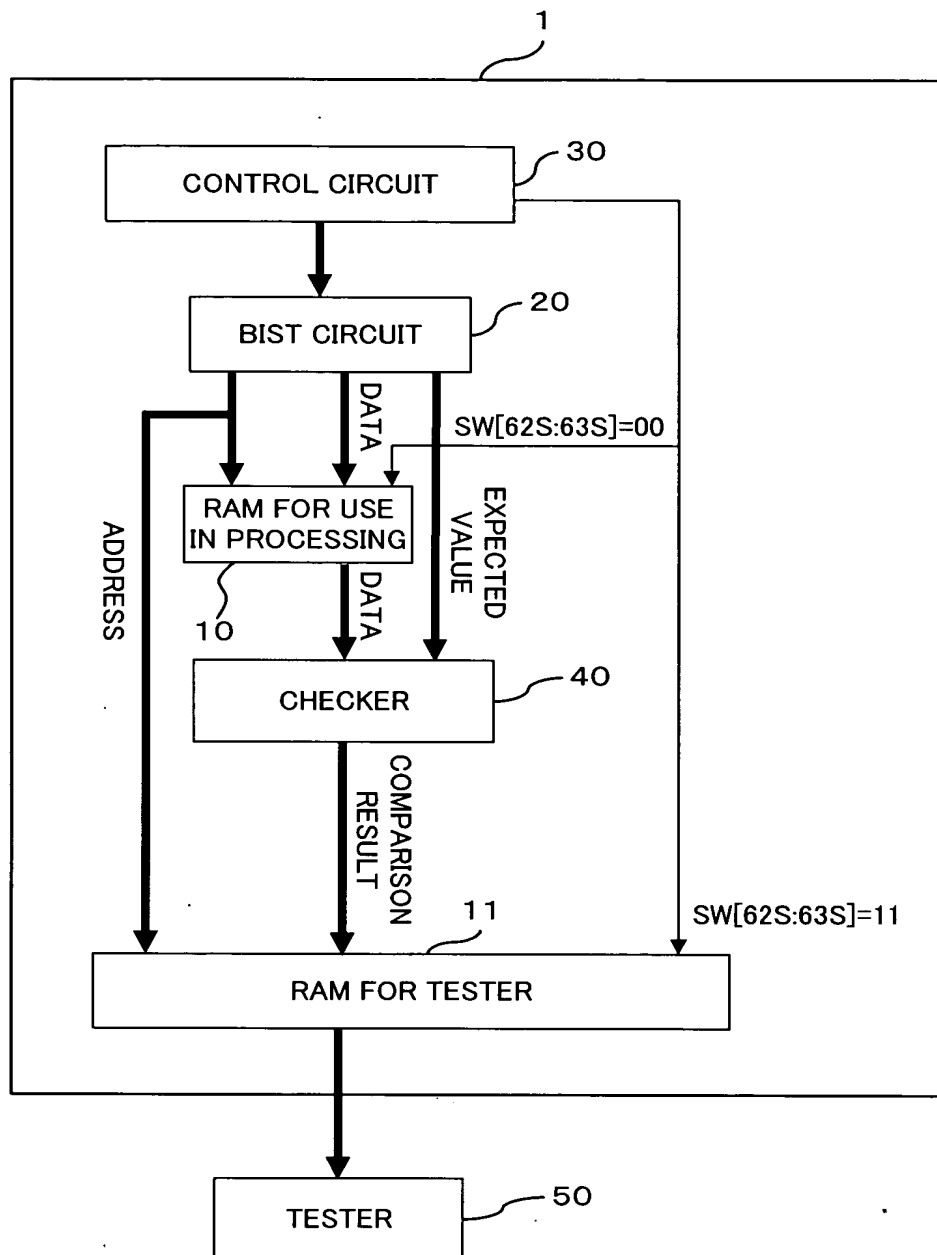 1
30
CONTROL CIRCUIT
20
BIST CIRCUIT
DATA
SW[62S:63S]=00
RAM FOR USE
IN PROCESSING
10
ADDRESS
EXPECTED
VALUE
DATA
40
CHECKER
COMPARISON
RESULT
11
SW[62S:63S]=11
RAM FOR TESTER
50
TESTER